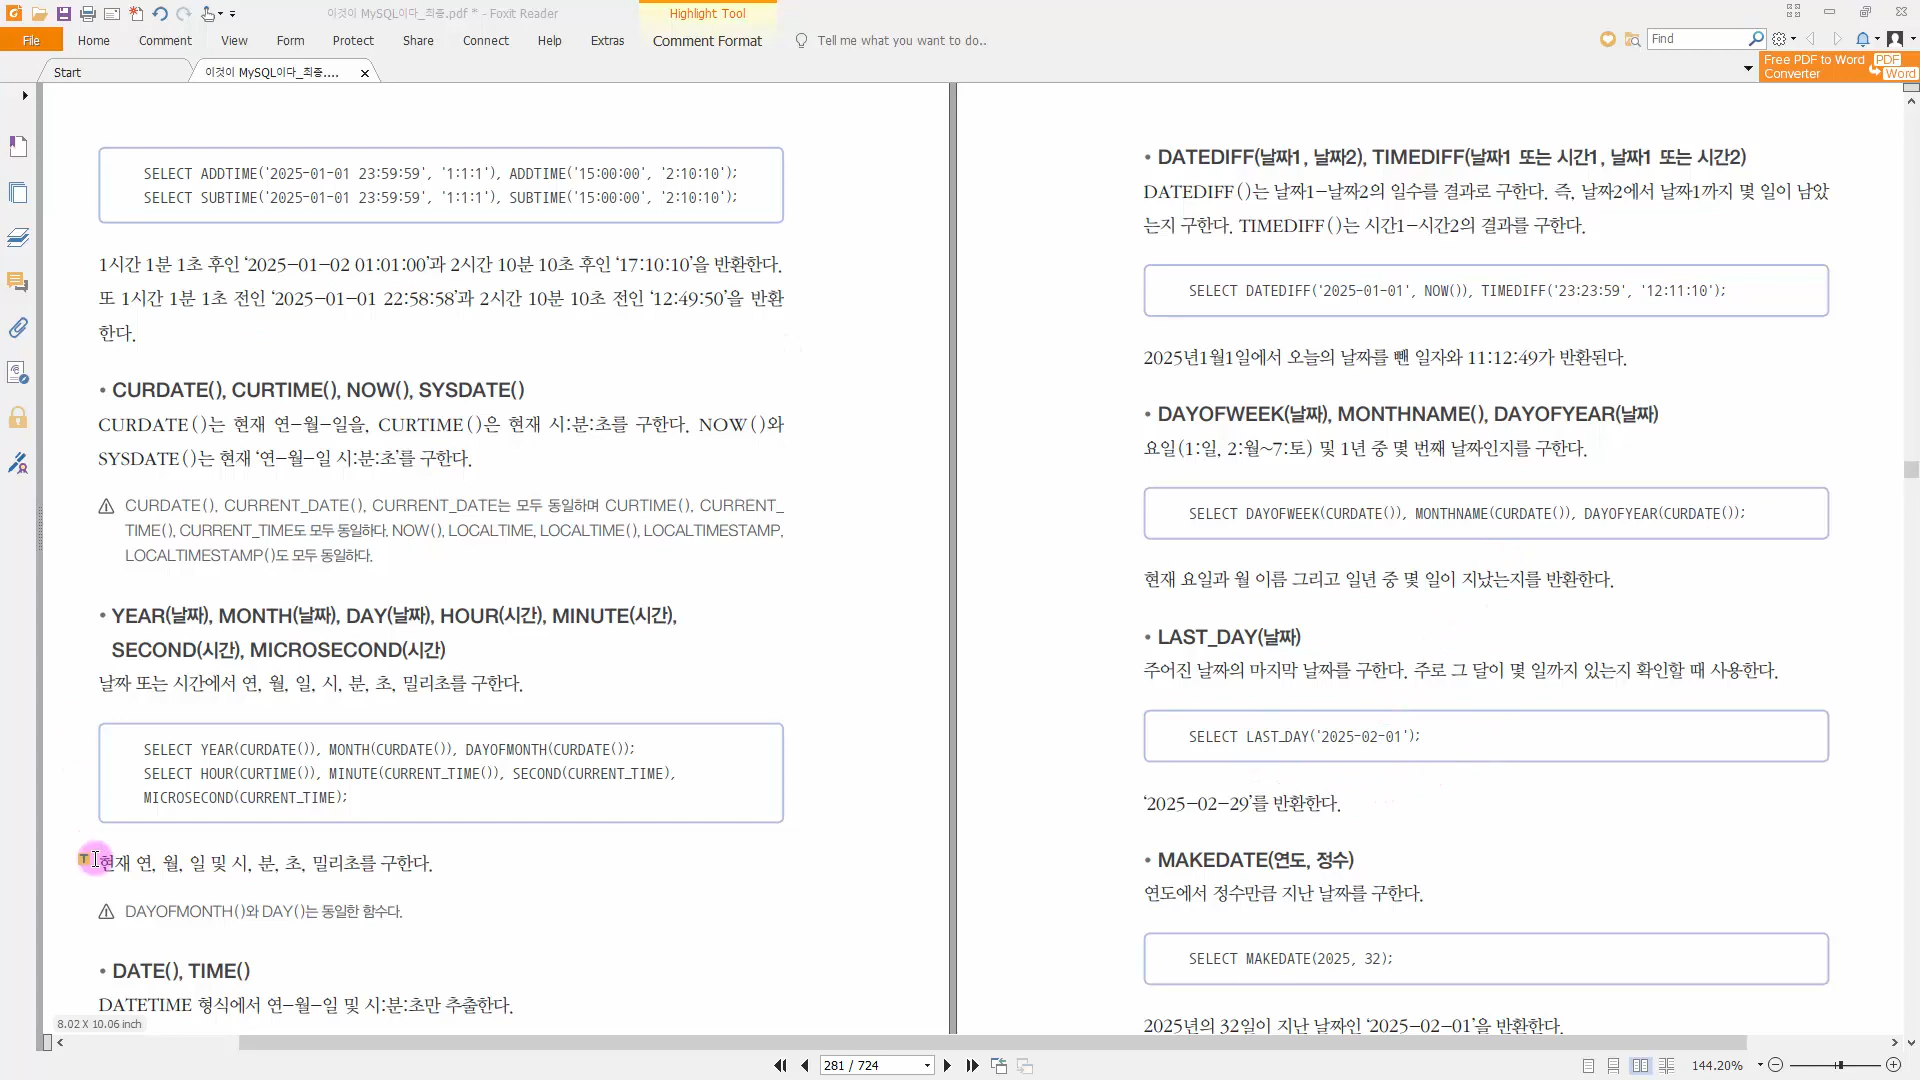 이것이 MySQL이다_최종.pdf * - Foxit Reader
Highlight Tool
File
Home
Comment
View
Form
Protect
Share
Connect
Help
Extras
Comment Format
Tell me what you want to do..
Find
Start
이것이 MySQL이다_최종....
Free PDF to Word
Converter
PDF
Word
SELECT ADDTIME('2025-01-01 23:59:59', '1:1:1'), ADDTIME('15:00:00', '2:10:10');
SELECT SUBTIME('2025-01-01 23:59:59', '1:1:1'), SUBTIME('15:00:00', '2:10:10');
1시간 1분 1초 후인 ‘2025-01-02 01:01:00’과 2시간 10분 10초 후인 ‘17:10:10’을 반환한다.
또 1시간 1분 1초 전인 ‘2025-01-01 22:58:58’과 2시간 10분 10초 전인 ‘12:49:50’을 반환
한다.
• CURDATE(), CURTIME(), NOW(), SYSDATE()
CURDATE()는 현재 연-월-일을, CURTIME()은 현재 시:분:초를 구한다. NOW()와
SYSDATE()는 현재 ‘연-월-일 시:분:초’를 구한다.
CURDATE(), CURRENT_DATE(), CURRENT_DATE는 모두 동일하며 CURTIME(), CURRENT_
TIME(), CURRENT_TIME도 모두 동일하다. NOW(), LOCALTIME, LOCALTIME(), LOCALTIMESTAMP,
LOCALTIMESTAMP()도 모두 동일하다.
• YEAR(날짜), MONTH(날짜), DAY(날짜), HOUR(시간), MINUTE(시간),
SECOND(시간), MICROSECOND(시간)
날짜 또는 시간에서 연, 월, 일, 시, 분, 초, 밀리초를 구한다.
SELECT YEAR(CURDATE()), MONTH(CURDATE()), DAYOFMONTH(CURDATE());
SELECT HOUR(CURTIME()), MINUTE(CURRENT_TIME()), SECOND(CURRENT_TIME),
MICROSECOND(CURRENT_TIME);
현재 연, 월, 일 및 시, 분, 초, 밀리초를 구한다.
DAYOFMONTH()와 DAY()는 동일한 함수다.
• DATE(), TIME()
DATETIME 형식에서 연-월-일 및 시:분:초만 추출한다.
8.02 X 10.06 inch
• DATEDIFF(날짜1, 날짜2), TIMEDIFF(날짜1 또는 시간1, 날짜1 또는 시간2)
DATEDIFF()는 날짜1-날짜2의 일수를 결과로 구한다. 즉, 날짜2에서 날짜1까지 몇 일이 남았
는지 구한다. TIMEDIFF()는 시간1-시간2의 결과를 구한다.
SELECT DATEDIFF('2025-01-01', NOW()), TIMEDIFF('23:23:59', '12:11:10');
2025년1월1일에서 오늘의 날짜를 뺀 일자와 11:12:49가 반환된다.
• DAYOFWEEK(날짜), MONTHNAME(), DAYOFYEAR(날짜)
요일(1:일, 2:월~7:토) 및 1년 중 몇 번째 날짜인지를 구한다.
SELECT DAYOFWEEK(CURDATE()), MONTHNAME(CURDATE()), DAYOFYEAR(CURDATE());
현재 요일과 월 이름 그리고 일년 중 몇 일이 지났는지를 반환한다.
• LAST_DAY(날짜)
주어진 날짜의 마지막 날짜를 구한다. 주로 그 달이 몇 일까지 있는지 확인할 때 사용한다.
SELECT LAST_DAY('2025-02-01');
‘2025-02-29’를 반환한다.
• MAKEDATE(연도, 정수)
연도에서 정수만큼 지난 날짜를 구한다.
SELECT MAKEDATE(2025, 32);
2025년의 32일이 지난 날짜인 ‘2025-02-01’을 반환한다.
281 / 724
144.20%